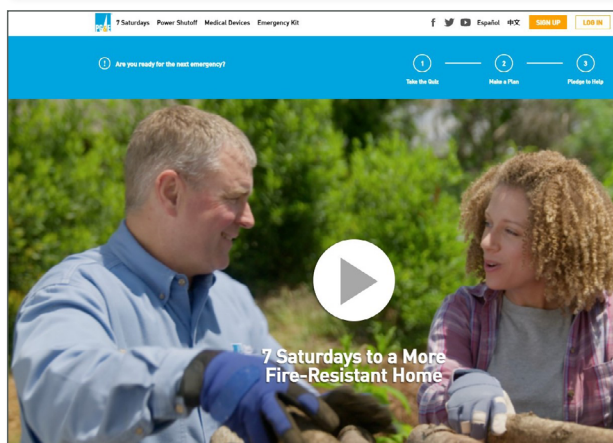 7 Saturdays Power Shutoff Medical Devices Emergency Kit Español 中文 SIGN UP LOG IN
Are you ready for the next emergency? 1 2 3
Take the Quiz Make a Plan Pledge to Help
7 Saturdays to a More
Fire-Resistant Home